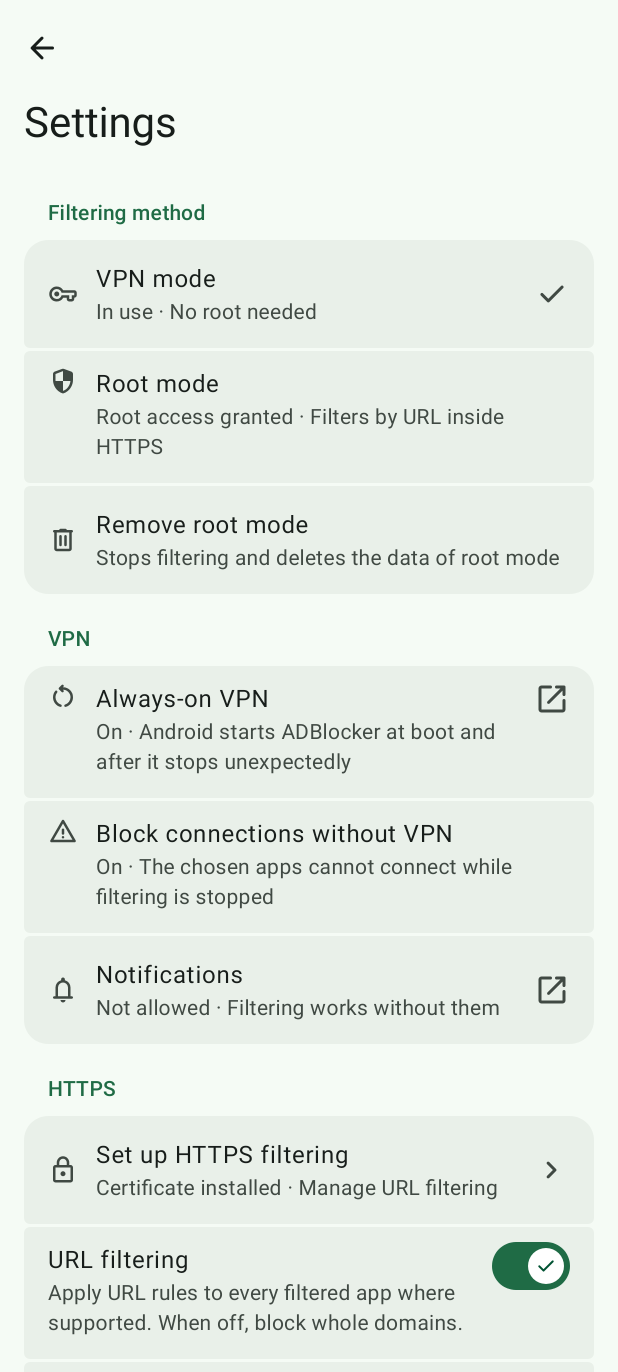 Settings
Filtering method
VPN mode
In use · No root needed
Root mode
Root access granted · Filters by URL inside
HTTPS
Remove root mode
Stops filtering and deletes the data of root mode
VPN
Always-on VPN
On · Android starts ADBlocker at boot and
after it stops unexpectedly
Block connections without VPN
On · The chosen apps cannot connect while
filtering is stopped
Notifications
Not allowed · Filtering works without them
HTTPS
Set up HTTPS filtering
Certificate installed · Manage URL filtering
URL filtering
Apply URL rules to every filtered app where
supported. When off, block whole domains.